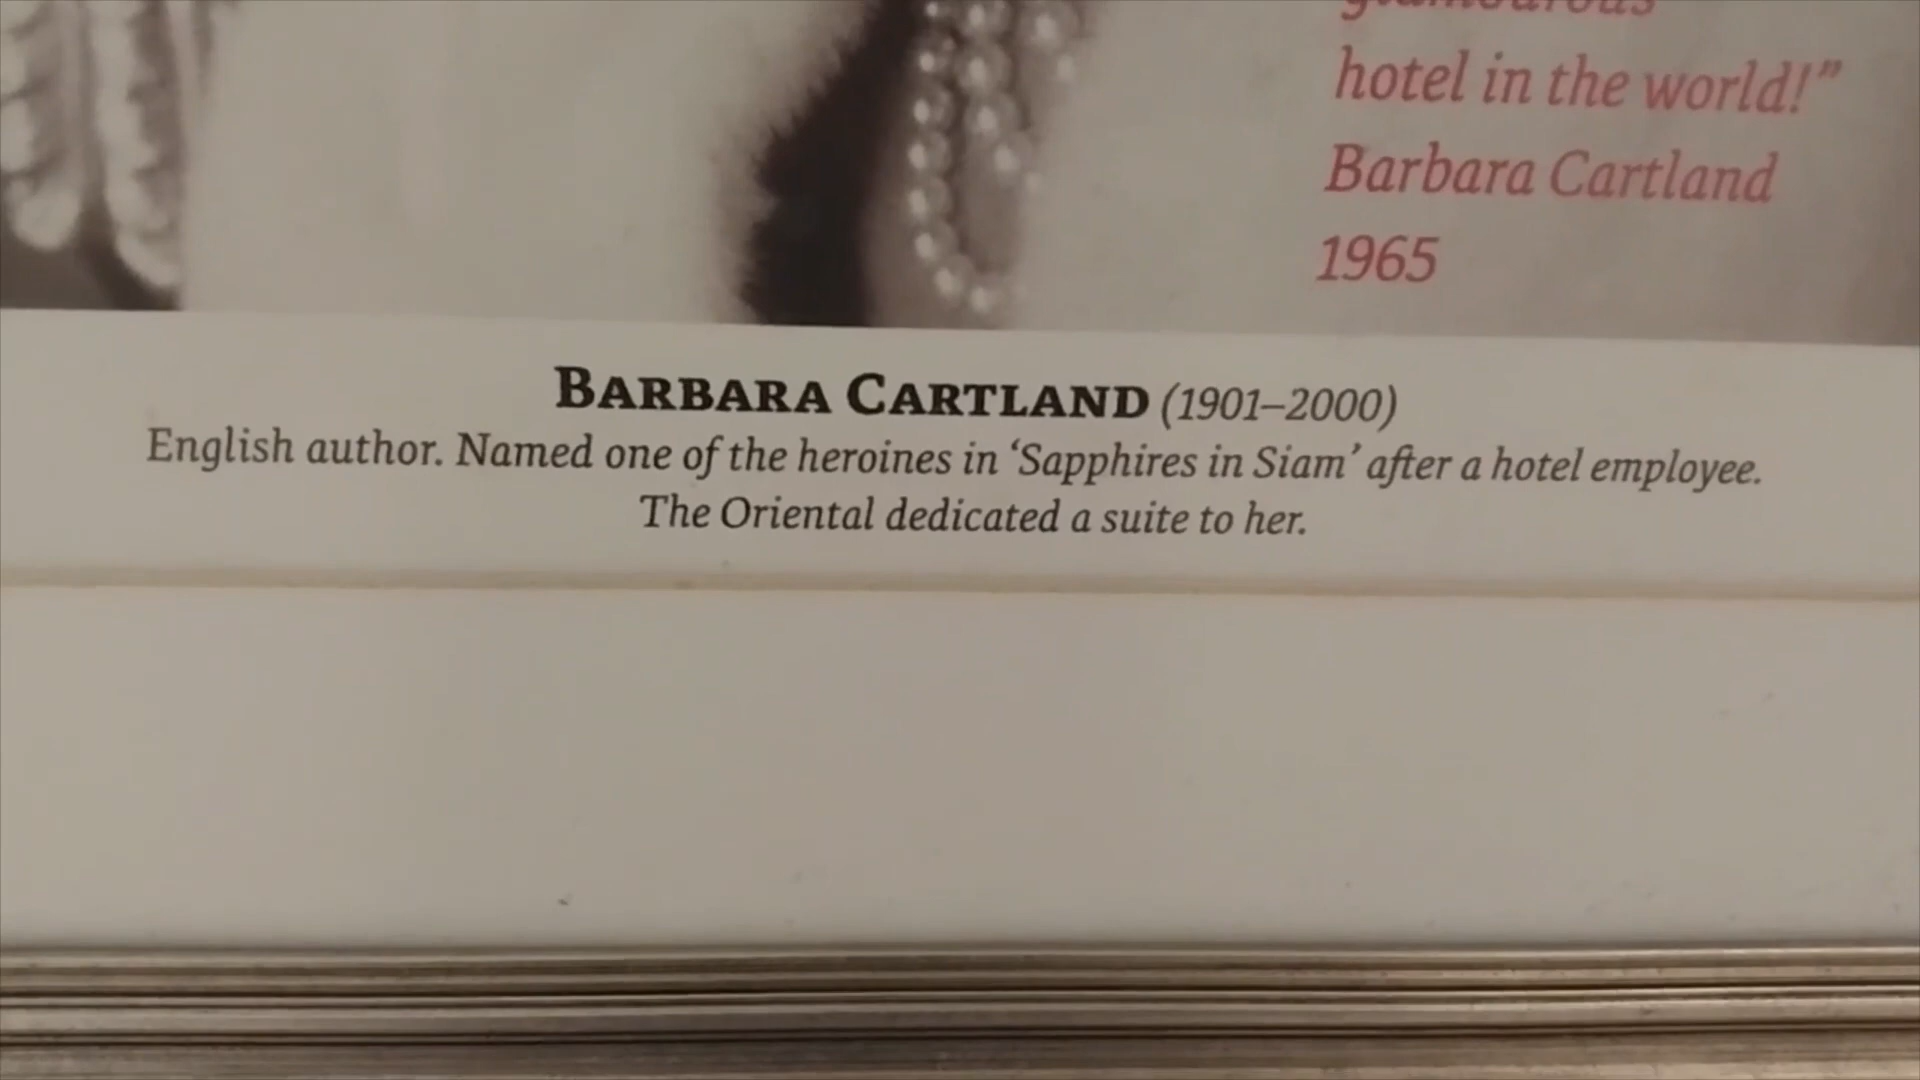 glamourous
hotel in the world!”
Barbara Cartland
1965
BARBARA CARTLAND (1901–2000)
English author. Named one of the heroines in ‘Sapphires in Siam’ after a hotel employee.
The Oriental dedicated a suite to her.